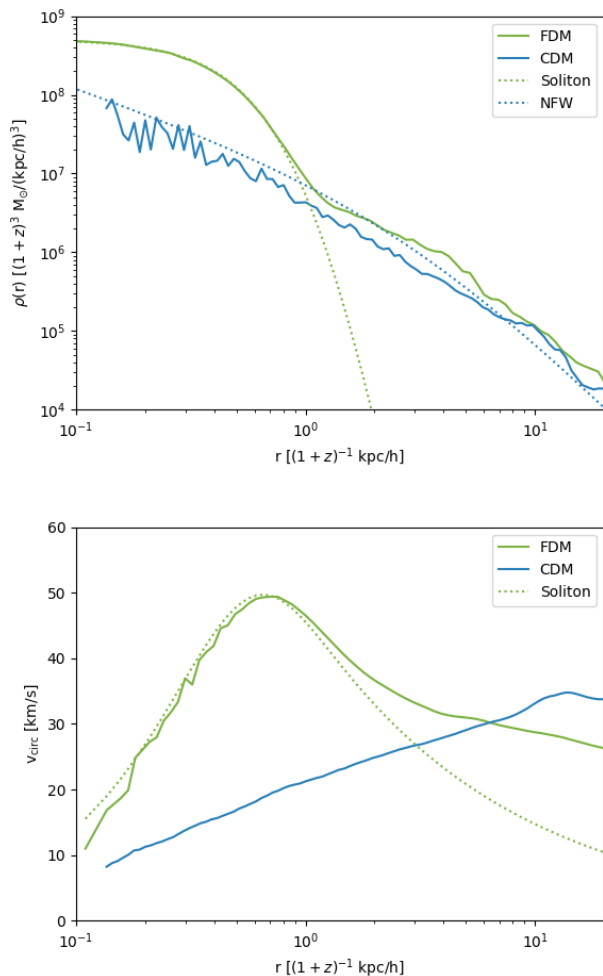 10⁹
10⁸
10⁷
10⁶
10⁵
10⁴
ρ(r) [(1 + z)³ M⊙/(kpc/h)³]
FDM
CDM
Soliton
NFW
10⁻¹
10⁰
10¹
r [(1 + z)⁻¹ kpc/h]
60
50
40
30
20
10
0
v_circ [km/s]
FDM
CDM
Soliton
10⁻¹
10⁰
10¹
r [(1 + z)⁻¹ kpc/h]